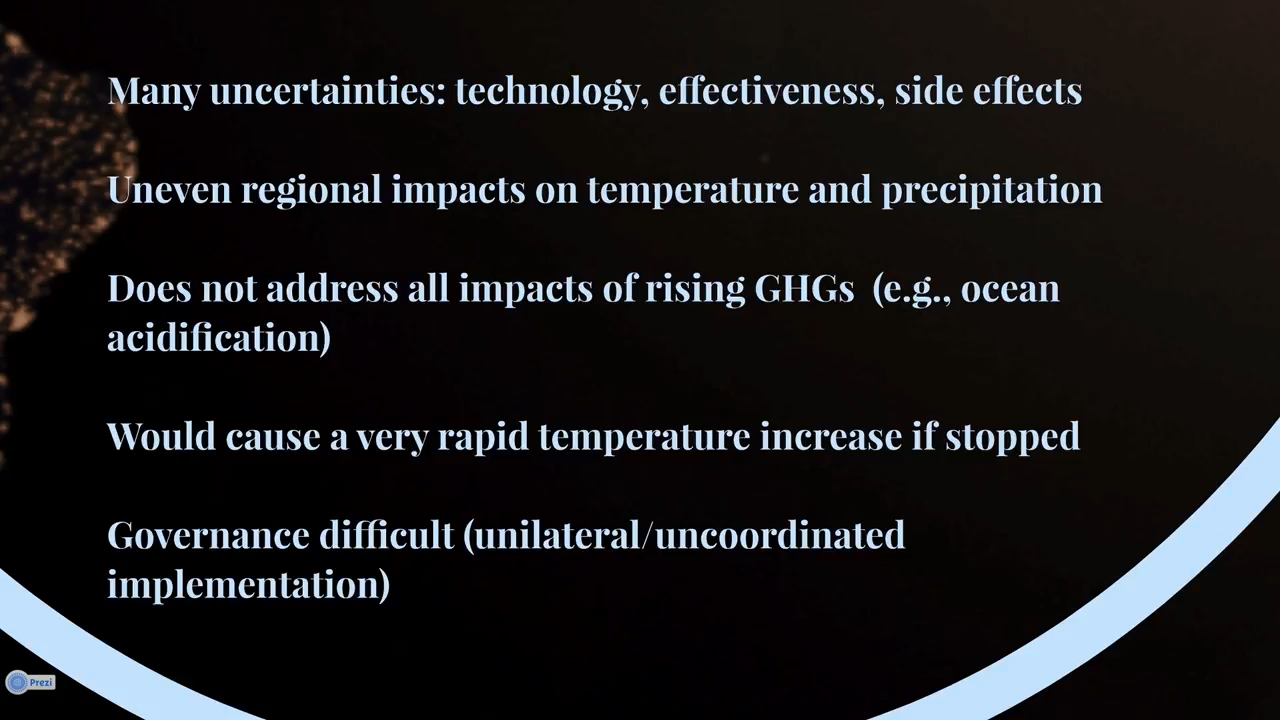 Many uncertainties: technology, effectiveness, side effects
Uneven regional impacts on temperature and precipitation
Does not address all impacts of rising GHGs  (e.g., ocean
acidification)
Would cause a very rapid temperature increase if stopped
Governance difficult (unilateral/uncoordinated
implementation)
Prezi